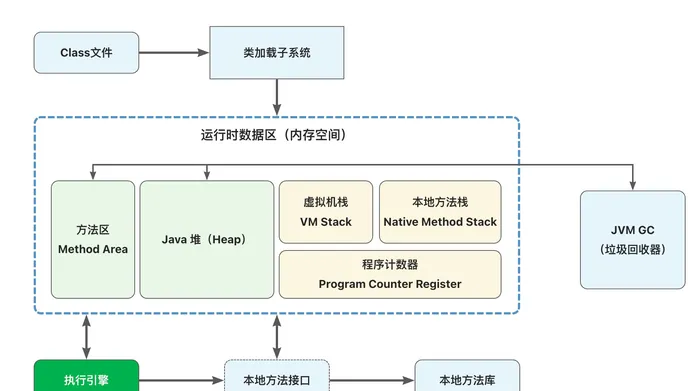 Class文件
类加载子系统
运行时数据区（内存空间）
方法区
Method Area
Java 堆（Heap）
虚拟机栈
VM Stack
本地方法栈
Native Method Stack
程序计数器
Program Counter Register
JVM GC
（垃圾回收器）
执行引擎
本地方法接口
本地方法库